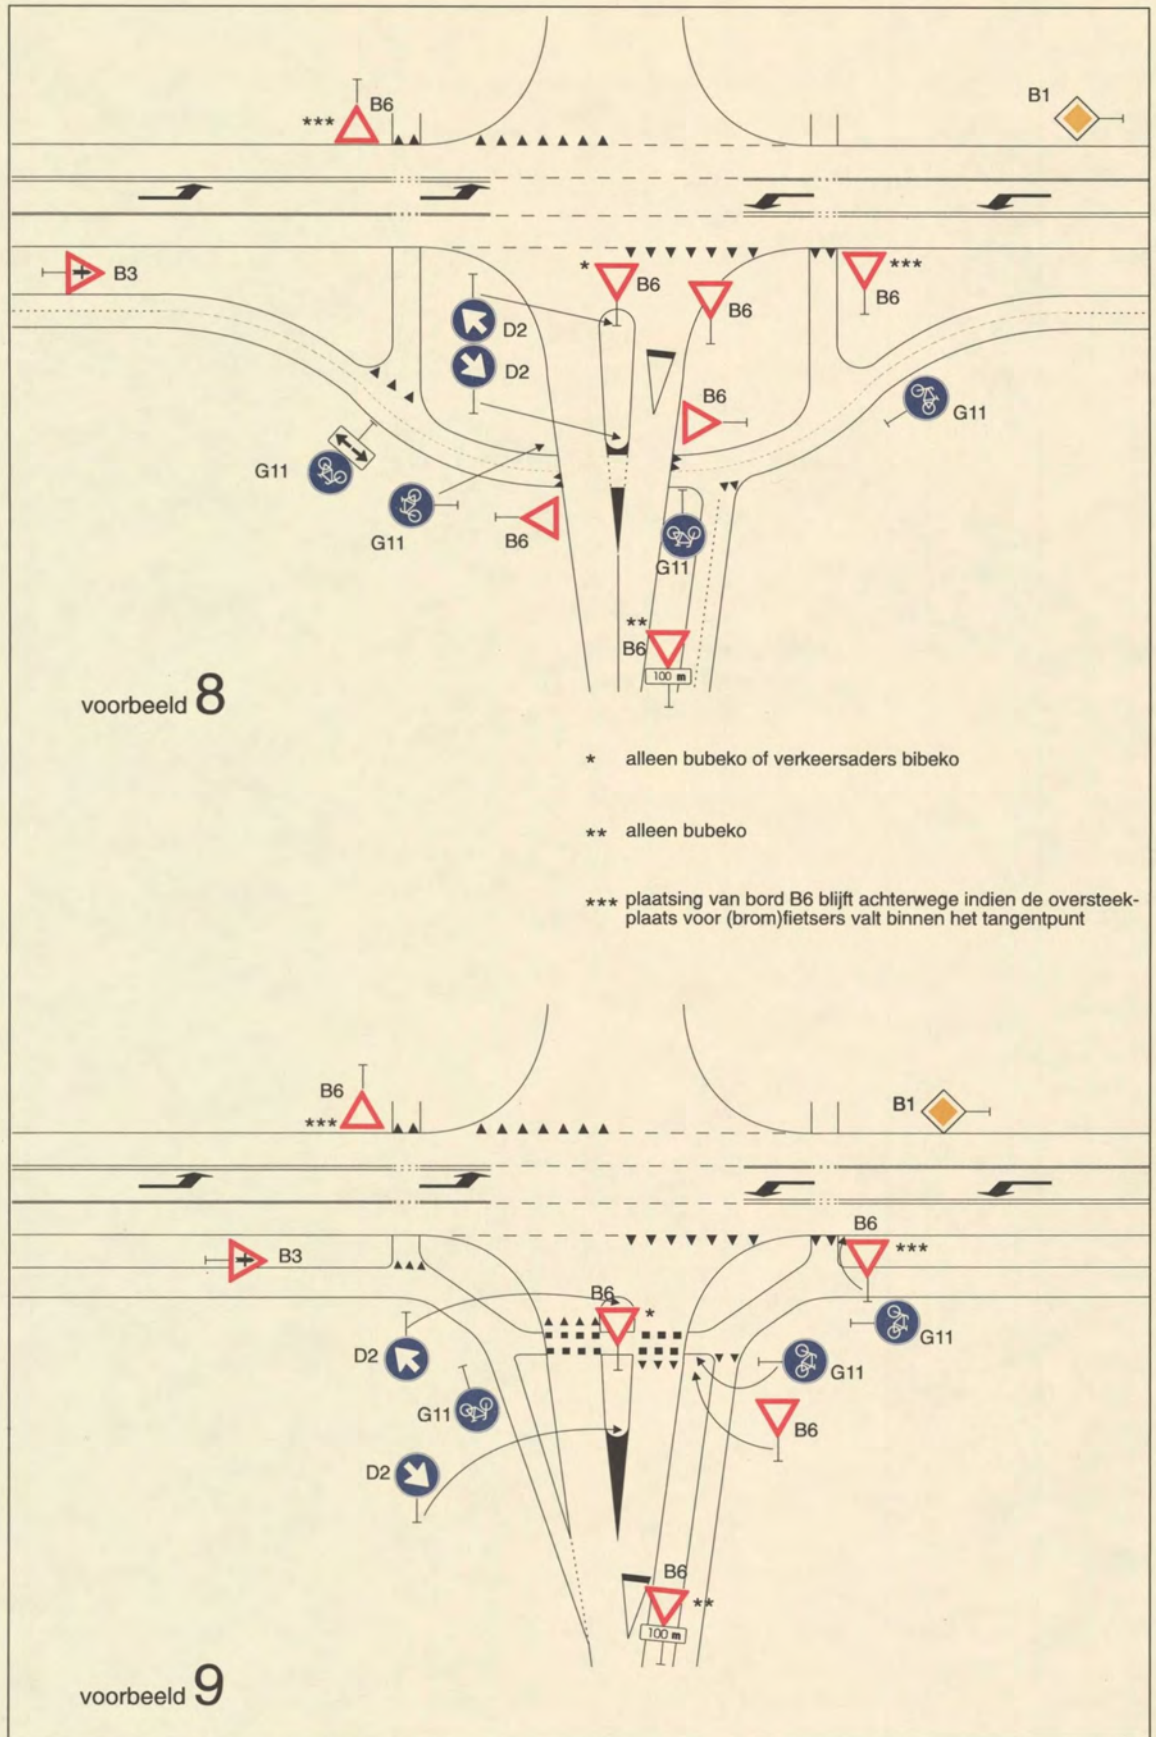 B1
B6
***
B3
*
B6
B6
***
B6
D2
D2
B6
G11
G11
G11
B6
G11
**
B6
100 m
voorbeeld 8
* alleen bubeko of verkeersaders bibeko
** alleen bubeko
*** plaatsing van bord B6 blijft achterwege indien de oversteek-
plaats voor (brom)fietsers valt binnen het tangentpunt
B6
***
B1
B6
***
B3
B6
*
D2
G11
G11
G11
B6
D2
B6
**
100 m
voorbeeld 9